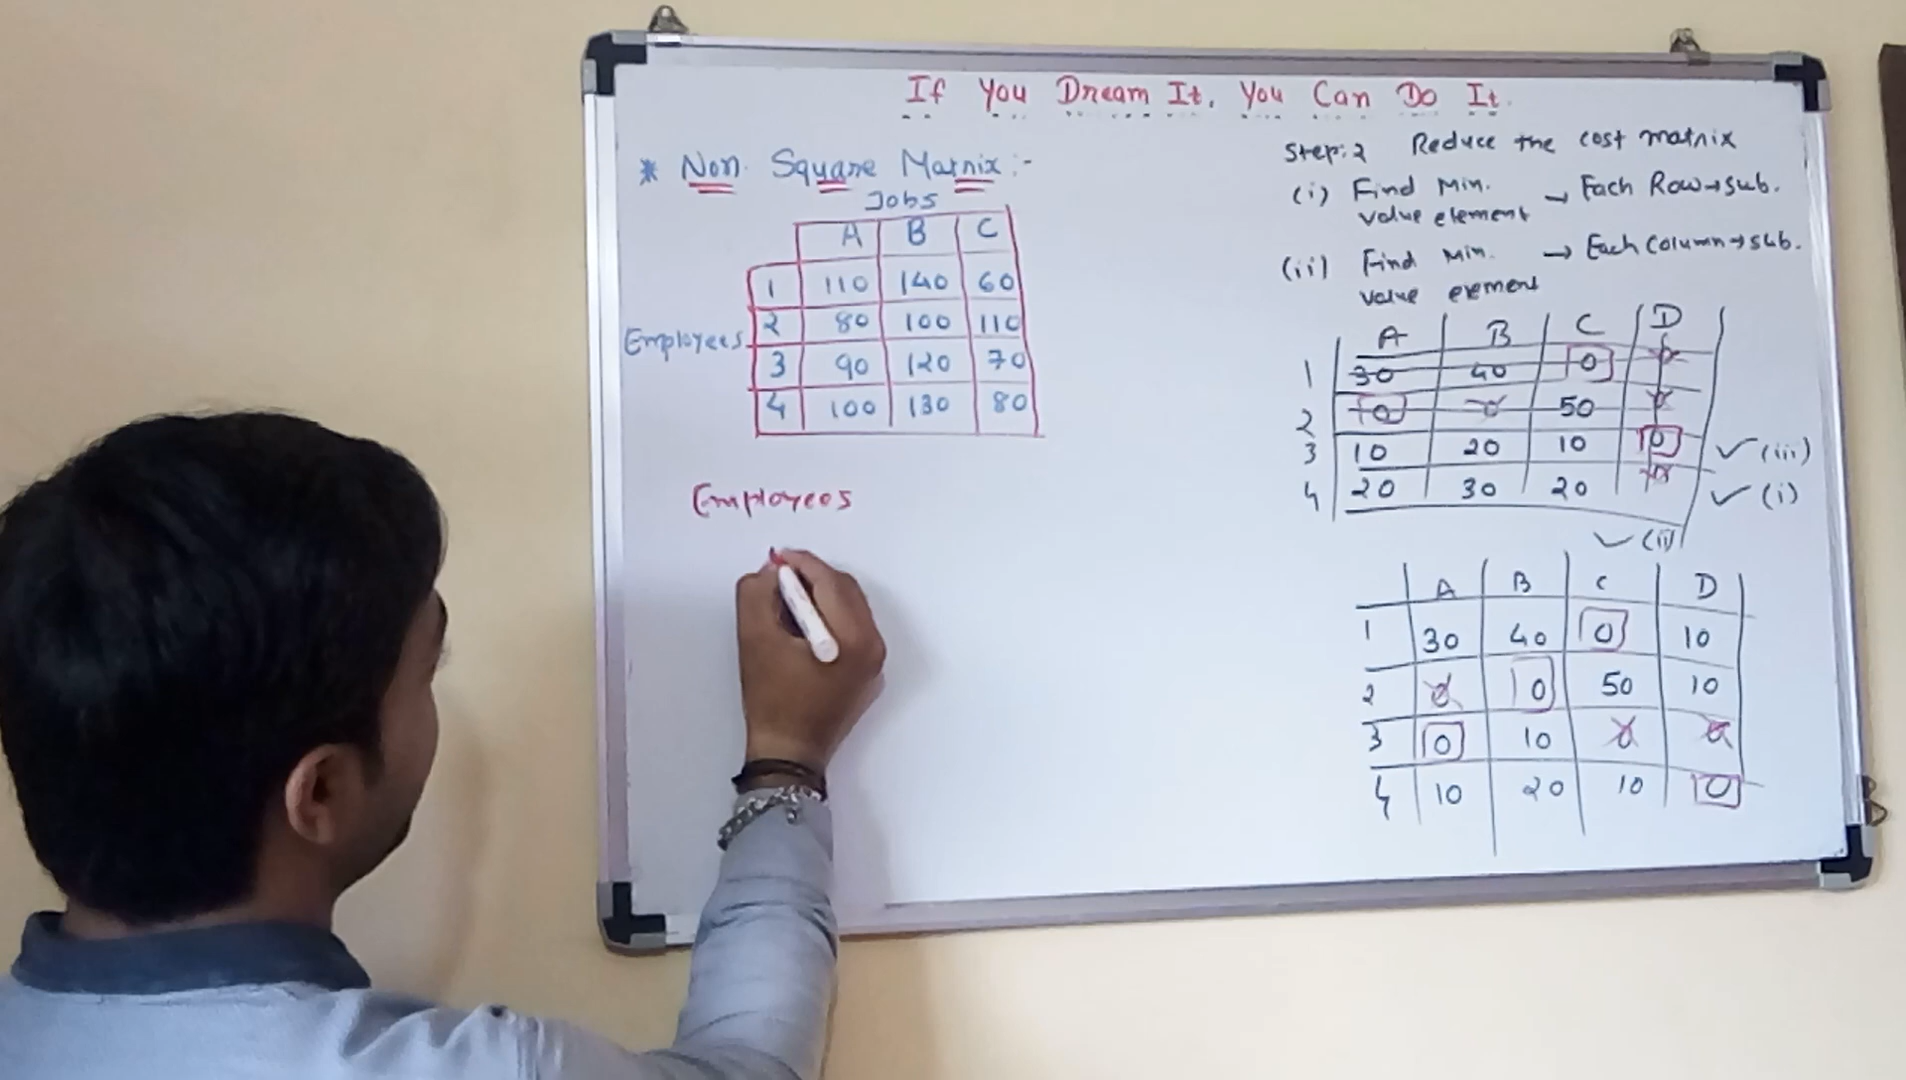 If You Dream It, You Can Do It.
* Non. Square Matrix :-
Jobs
A B C
1 110 140 60
2 80 100 110
Employees
3 90 120 70
4 100 130 80
Employees
Step:2 Reduce the cost matrix
(i) Find Min. → Each Row→sub.
value element
(ii) Find Min. → Each Column→sub.
value element
A B C D
1 30 40 0 0
2 0 0 50 0
3 10 20 10 0 ✓(iii)
4 20 30 20 0 ✓(i)
✓(ii)
A B C D
1 30 40 0 10
2 0 0 50 10
3 0 10 0 0
4 10 20 10 0